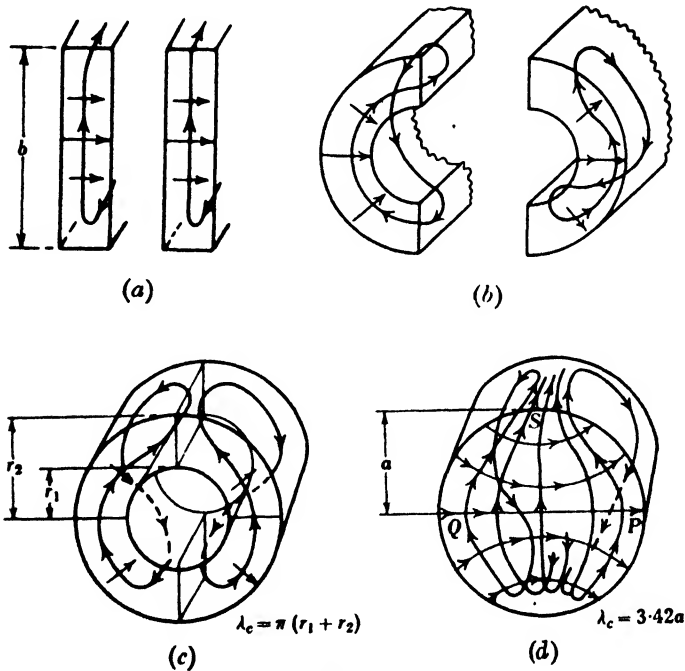 b
(a)
(b)
r₂
r₁
λc = π (r₁ + r₂)
(c)
a
S
Q
P
λc = 3·42a
(d)